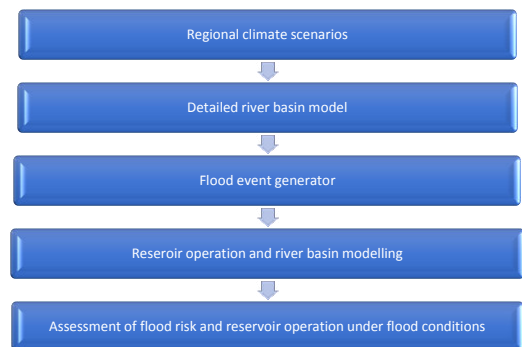 Regional climate scenarios
Detailed river basin model
Flood event generator
Reseroir operation and river basin modelling
Assessment of flood risk and reservoir operation under flood conditions